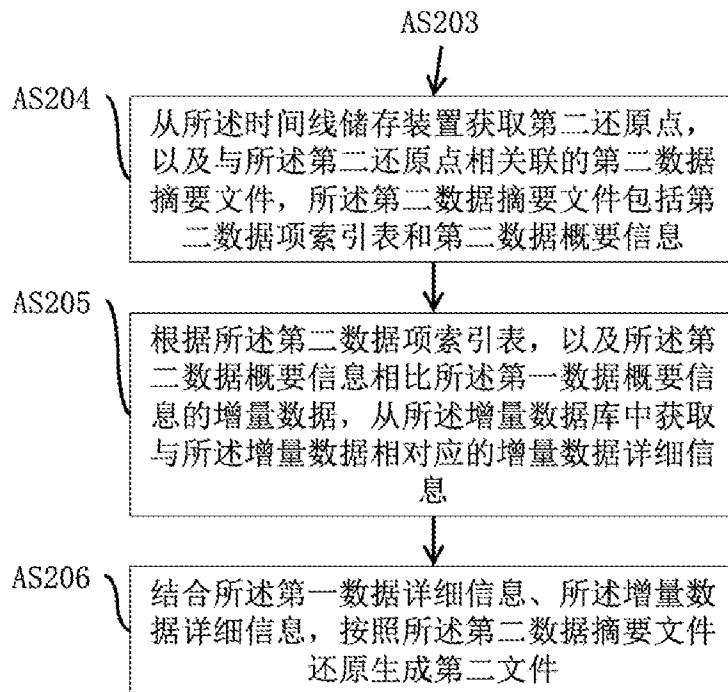 AS203
AS204
从所述时间线储存装置获取第二还原点，
以及与所述第二还原点相关联的第二数据
摘要文件，所述第二数据摘要文件包括第
二数据项索引表和第二数据概要信息
AS205
根据所述第二数据项索引表，以及所述第
二数据概要信息相比所述第一数据概要信
息的增量数据，从所述增量数据库中获取
与所述增量数据相对应的增量数据详细信
息
AS206
结合所述第一数据详细信息、所述增量数
据详细信息，按照所述第二数据摘要文件
还原生成第二文件